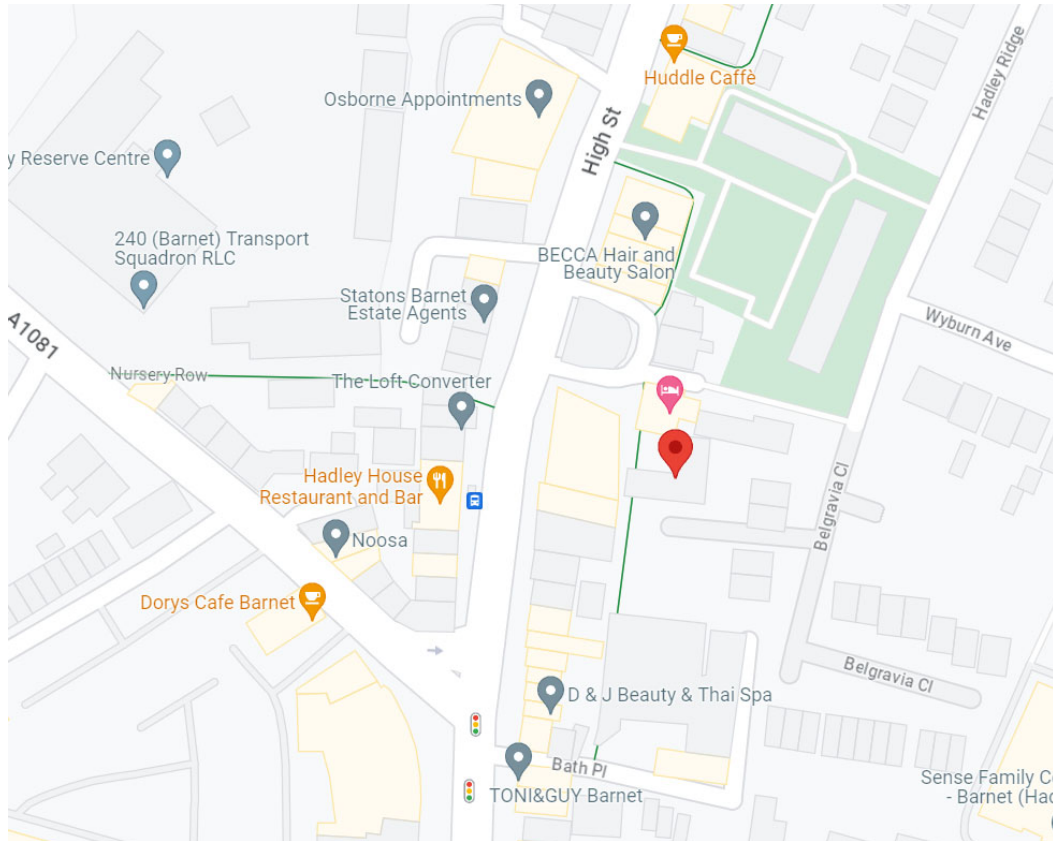 Huddle Caffè
Hadley Ridge
Osborne Appointments
High St
y Reserve Centre
240 (Barnet) Transport
Squadron RLC
BECCA Hair and
Beauty Salon
Statons Barnet
Estate Agents
Wyburn Ave
A1081
Nursery Row
The Loft Converter
Hadley House
Restaurant and Bar
Belgravia Cl
Noosa
Dorys Cafe Barnet
Belgravia Cl
D & J Beauty & Thai Spa
Bath Pl
TONI&GUY Barnet
Sense Family C
- Barnet (Had